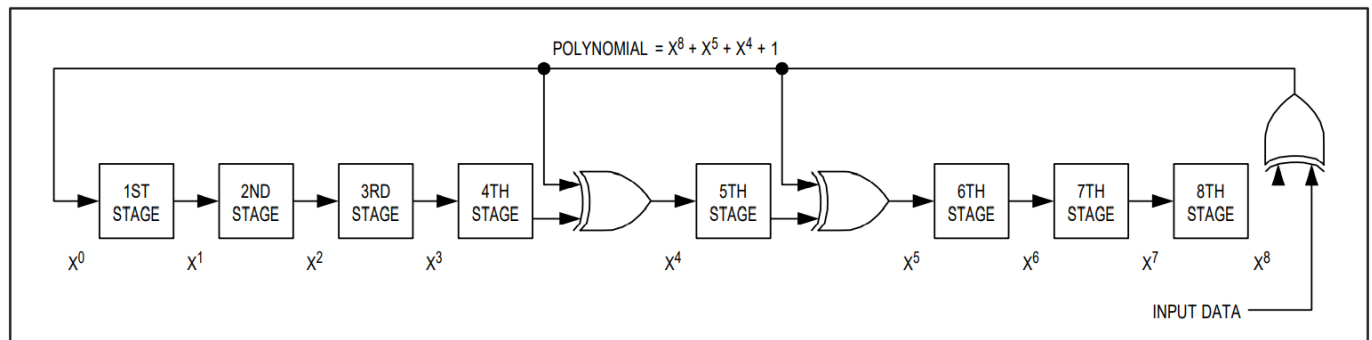 POLYNOMIAL = X⁸ + X⁵ + X⁴ + 1
1ST
STAGE
2ND
STAGE
3RD
STAGE
4TH
STAGE
5TH
STAGE
6TH
STAGE
7TH
STAGE
8TH
STAGE
X⁰ X¹ X² X³ X⁴ X⁵ X⁶ X⁷ X⁸
INPUT DATA